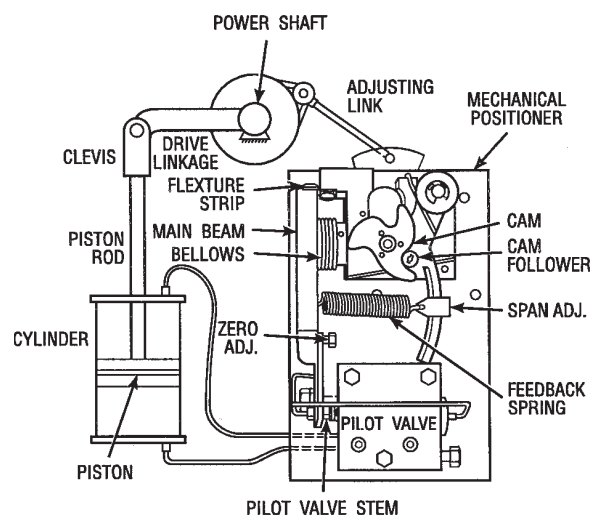 POWER SHAFT
ADJUSTING
LINK
MECHANICAL
POSITIONER
CLEVIS
DRIVE
LINKAGE
FLEXTURE
STRIP
MAIN BEAM
BELLOWS
PISTON
ROD
CAM
CAM
FOLLOWER
CYLINDER
ZERO
ADJ.
SPAN ADJ.
FEEDBACK
SPRING
PILOT VALVE
PISTON
PILOT VALVE STEM